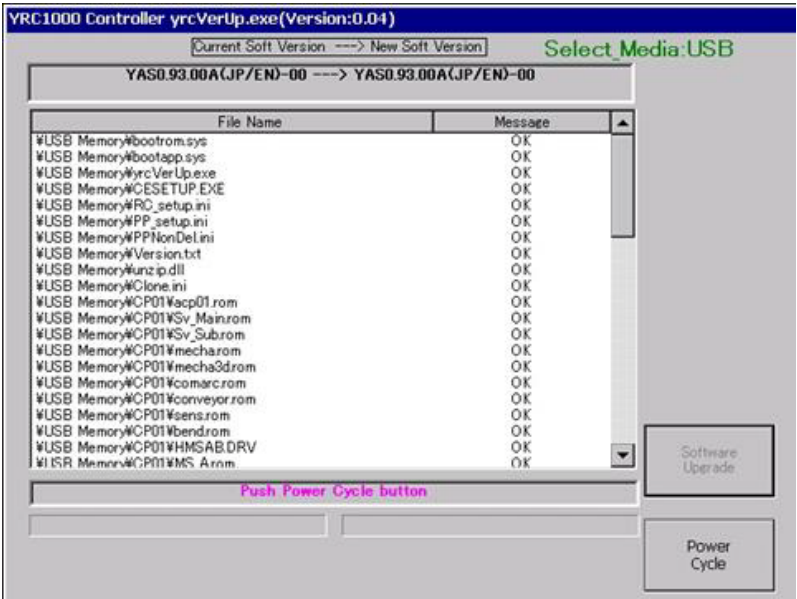 YRC1000 Controller yrcVerUp.exe(Version:0.04)
Current Soft Version ---> New Soft Version
Select_Media:USB
YAS0.93.00A(JP/EN)-00 ---> YAS0.93.00A(JP/EN)-00
File Name Message
¥USB Memory¥bootrom.sys OK
¥USB Memory¥bootapp.sys OK
¥USB Memory¥yrcVerUp.exe OK
¥USB Memory¥CESETUP.EXE OK
¥USB Memory¥RC_setup.ini OK
¥USB Memory¥PP_setup.ini OK
¥USB Memory¥PPNonDel.ini OK
¥USB Memory¥Version.txt OK
¥USB Memory¥unzip.dll OK
¥USB Memory¥Clone.ini OK
¥USB Memory¥CP01¥acp01.rom OK
¥USB Memory¥CP01¥Sv_Main.rom OK
¥USB Memory¥CP01¥Sv_Sub.rom OK
¥USB Memory¥CP01¥mecha.rom OK
¥USB Memory¥CP01¥mecha3d.rom OK
¥USB Memory¥CP01¥comarc.rom OK
¥USB Memory¥CP01¥conveyor.rom OK
¥USB Memory¥CP01¥sens.rom OK
¥USB Memory¥CP01¥bend.rom OK
¥USB Memory¥CP01¥HMSAB.DRV OK
¥USB Memory¥CP01¥MS_A.rom OK
Software
Upgrade
Push Power Cycle button
Power
Cycle